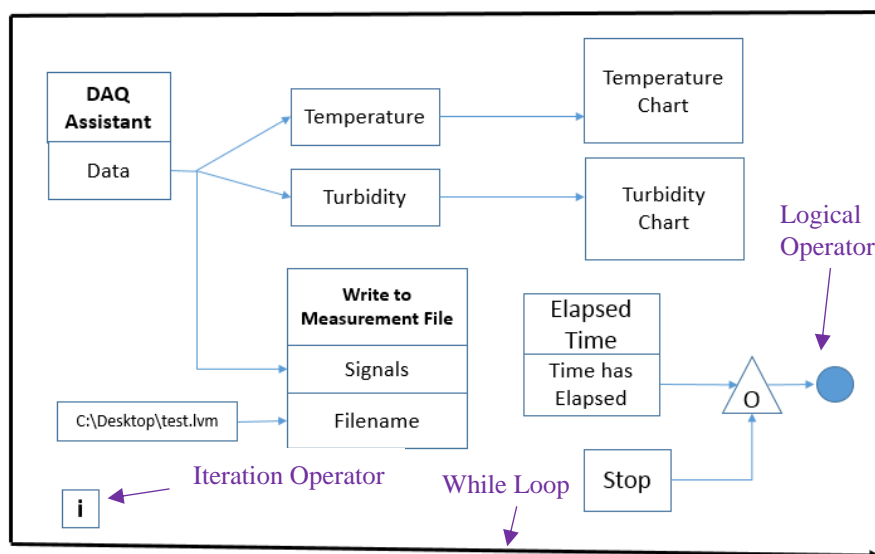 DAQ
Assistant
Data
Temperature
Turbidity
Temperature
Chart
Turbidity
Chart
Logical
Operator
Write to
Measurement File
Signals
Filename
C:\Desktop\test.lvm
Elapsed
Time
Time has
Elapsed
O
Stop
Iteration Operator
While Loop
i